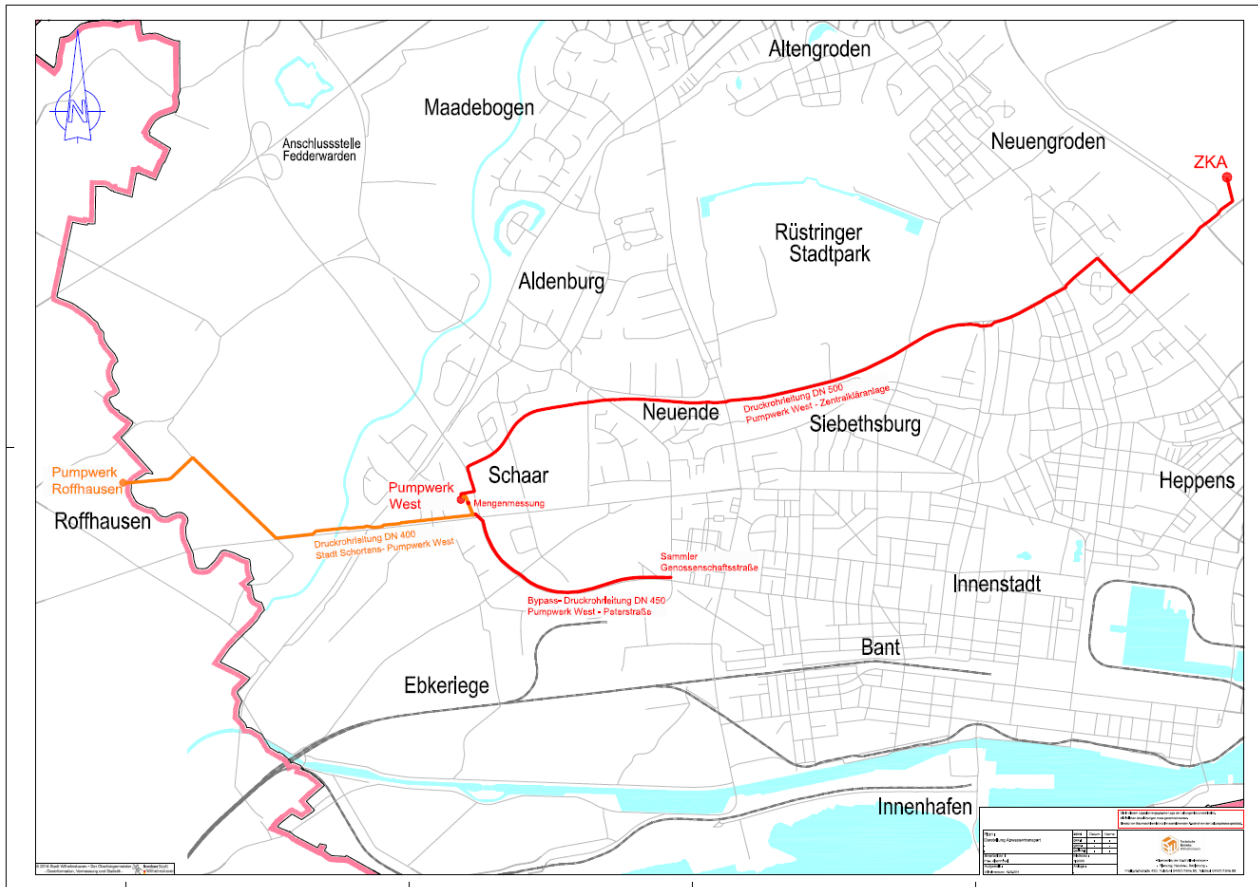 Altengroden
Maadebogen
Neuengroden
Anschlussstelle
Fedderwarden
ZKA
N
Rüstringer
Stadtpark
Aldenburg
Druckrohrleitung DN 500
Pumpwerk West - Zentralkläranlage
Neuende
Siebethsburg
Pumpwerk
Roffhausen
Schaar
Heppens
Pumpwerk
West
Mengenmessung
Roffhausen
Druckrohrleitung DN 400
Stadt Schortens- Pumpwerk West
Sammler
Genossenschaftsstraße
Innenstadt
Bypass- Druckrohrleitung DN 450
Pumpwerk West - Paterstraße
Bant
Ebkeriege
Innenhafen